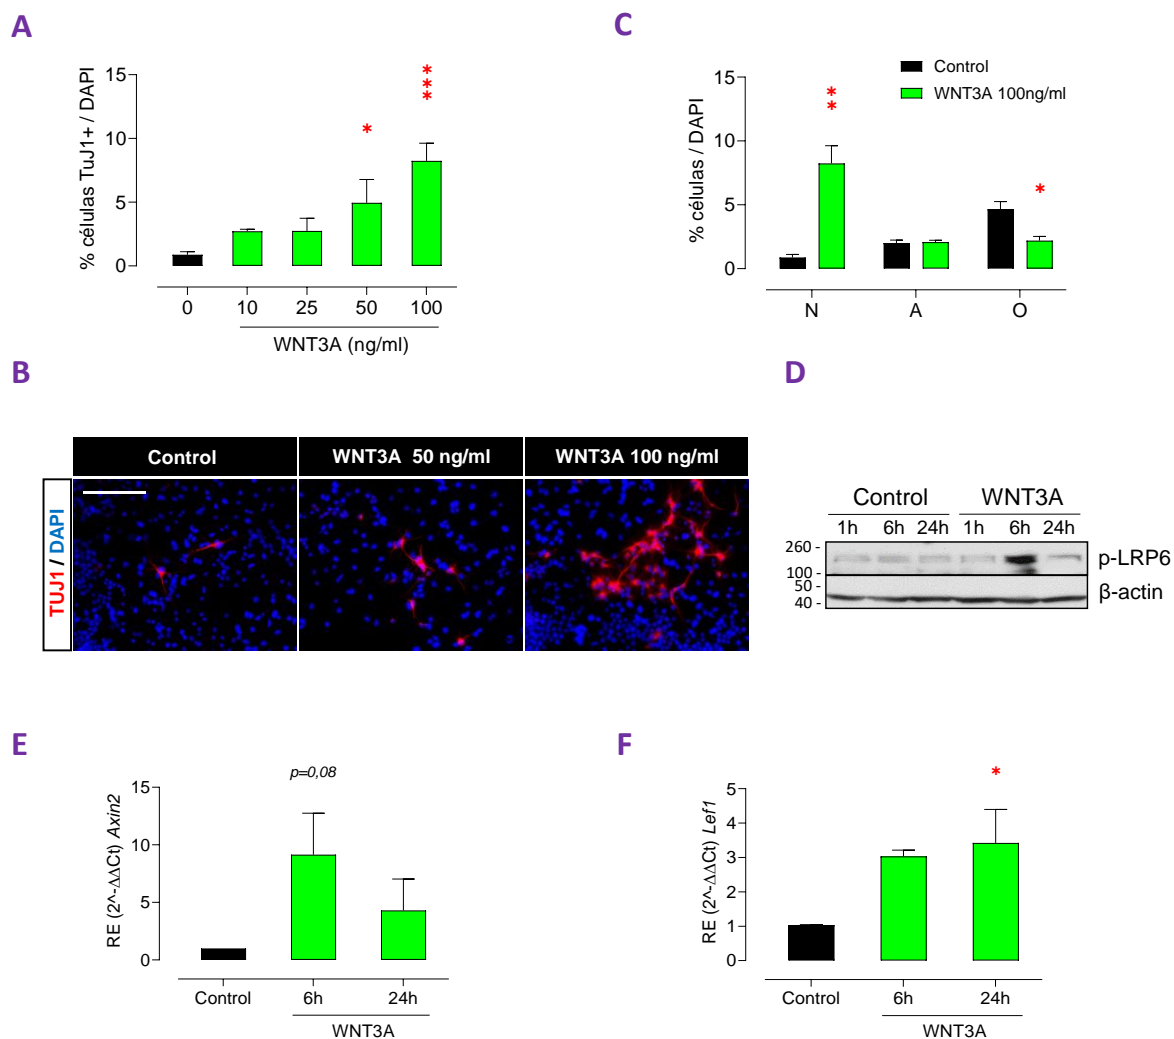 A
% células TuJ1+ / DAPI
15
10
5
0
*
***
0 10 25 50 100
WNT3A (ng/ml)
C
% células / DAPI
15
10
5
0
Control
WNT3A 100ng/ml
**
*
N A O
B
Control WNT3A 50 ng/ml WNT3A 100 ng/ml
TUJ1 / DAPI
D
Control WNT3A
1h 6h 24h 1h 6h 24h
260 -
100 -
50 -
40 -
p-LRP6
β-actin
E
RE (2^-ΔΔCt) Axin2
p=0,08
15
10
5
0
Control 6h 24h
WNT3A
F
RE (2^-ΔΔCt) Lef1
*
5
4
3
2
1
0
Control 6h 24h
WNT3A